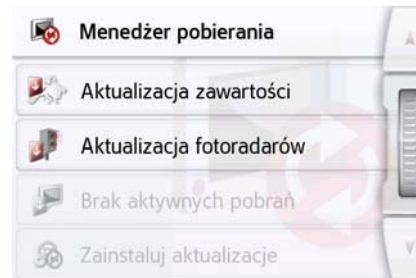 Menedżer pobierania
Aktualizacja zawartości
Aktualizacja fotoradarów
Brak aktywnych pobrań
Zainstaluj aktualizacje